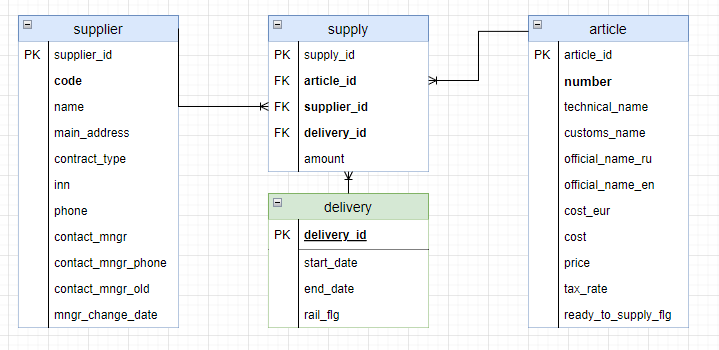 supplier
PK supplier_id
code
name
main_address
contract_type
inn
phone
contact_mngr
contact_mngr_phone
contact_mngr_old
mngr_change_date
supply
PK supply_id
FK article_id
FK supplier_id
FK delivery_id
amount
delivery
PK delivery_id
start_date
end_date
rail_flg
article
PK article_id
number
technical_name
customs_name
official_name_ru
official_name_en
cost_eur
cost
price
tax_rate
ready_to_supply_flg